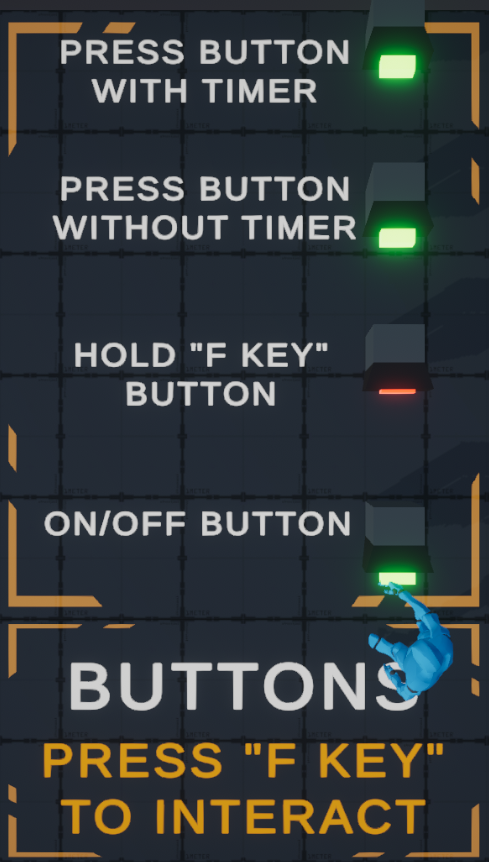 PRESS BUTTON
WITH TIMER
PRESS BUTTON
WITHOUT TIMER
HOLD "F KEY"
BUTTON
ON/OFF BUTTON
BUTTONS
PRESS "F KEY"
TO INTERACT